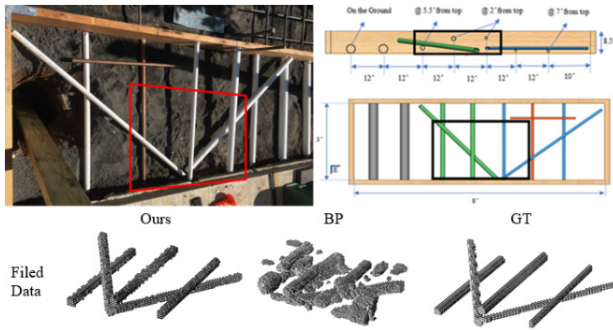 On the Ground
@ 5.5" from top
@ 2" from top
@ 7" from top
8.5"
12"
12"
12"
12"
12"
12"
10"
3"
8"
Ours
BP
GT
Filed
Data